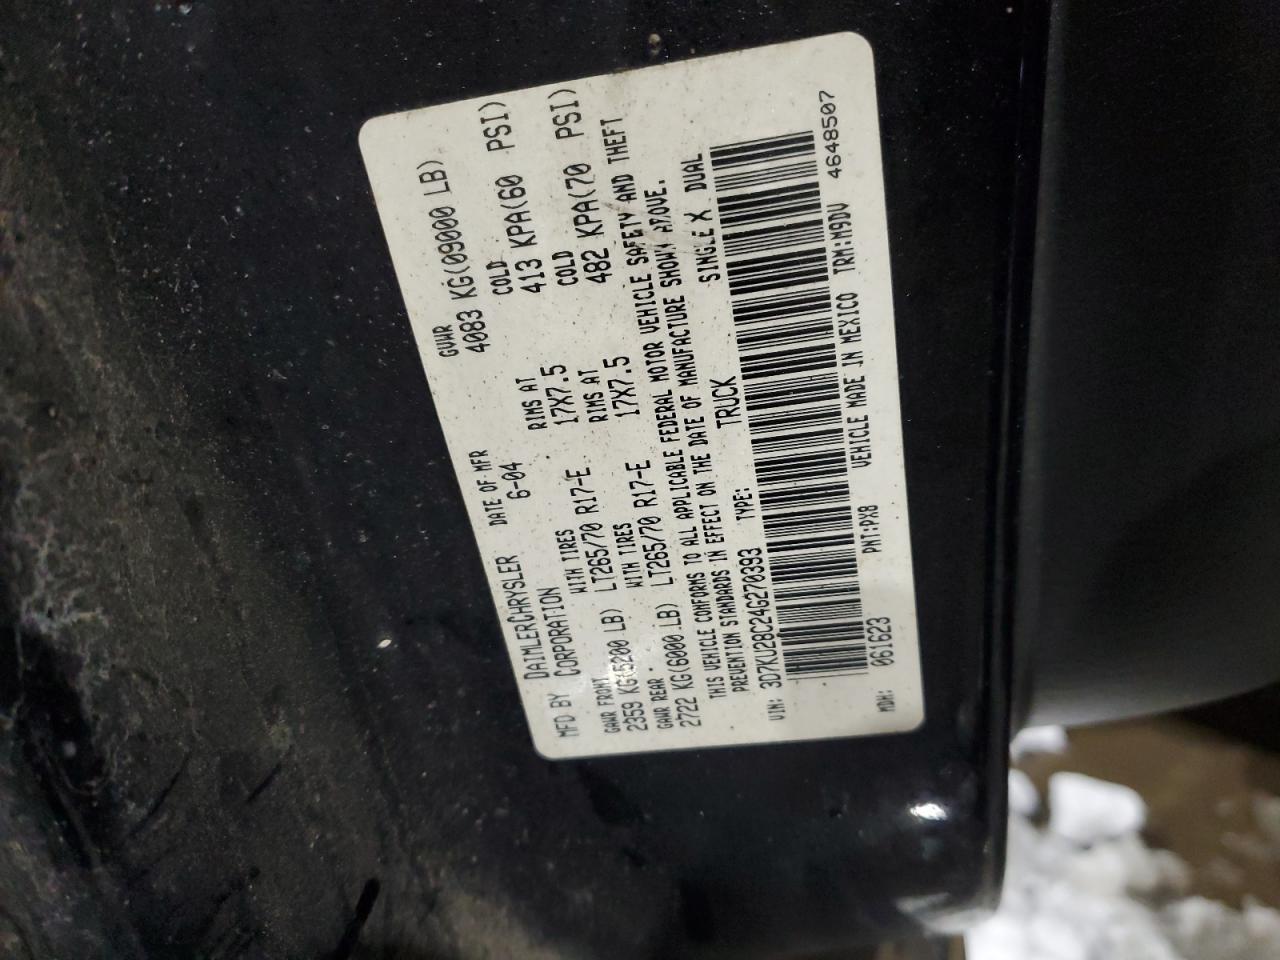 MFD BY DAIMLERCHRYSLER CORPORATION DATE OF MFR 6-04 GVWR 4083 KG(09000 LB)
GAWR FRONT WITH TIRES RIMS AT COLD
2359 KG(5200 LB) LT265/70 R17-E 17X7.5 413 KPA(60 PSI)
GAWR REAR WITH TIRES RIMS AT COLD
2722 KG(6000 LB) LT265/70 R17-E 17X7.5 482 KPA(70 PSI)
THIS VEHICLE CONFORMS TO ALL APPLICABLE FEDERAL MOTOR VEHICLE SAFETY AND THEFT
PREVENTION STANDARDS IN EFFECT ON THE DATE OF MANUFACTURE SHOWN ABOVE.
VIN: 3D7KU28C24G270393 TYPE: TRUCK SINGLE X DUAL
MDH: 061623 PNT:PX8 VEHICLE MADE IN MEXICO TRM:M9DV 4648507